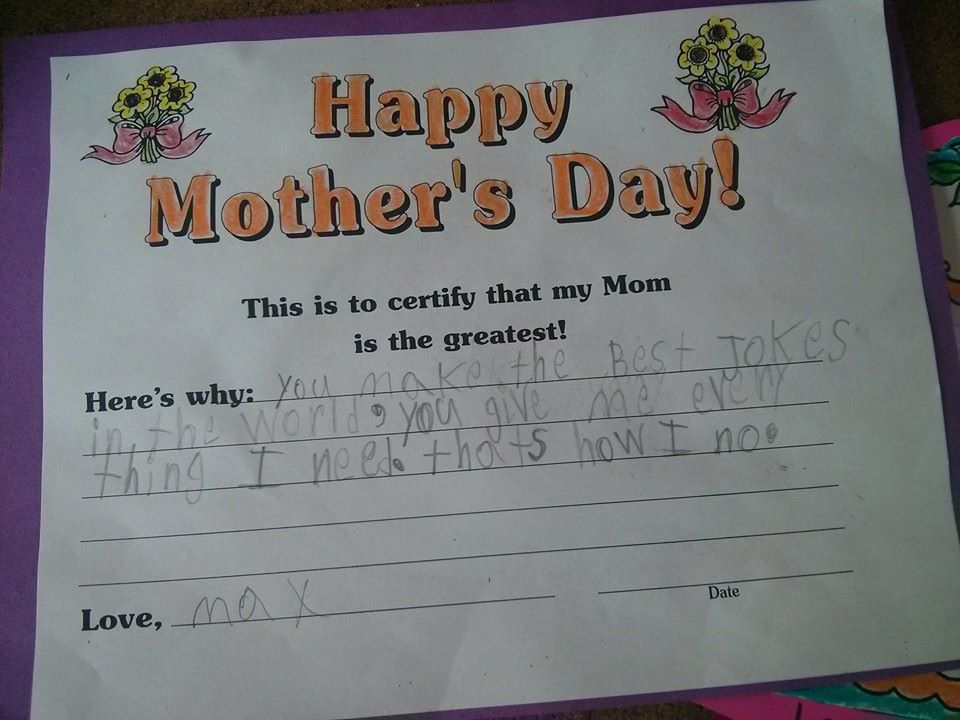 Happy
Mother's Day!
This is to certify that my Mom
is the greatest!
Here's why: you make the Best Jokes
in the world, you give me every
thing I need. thats how I no.
Love, max
Date